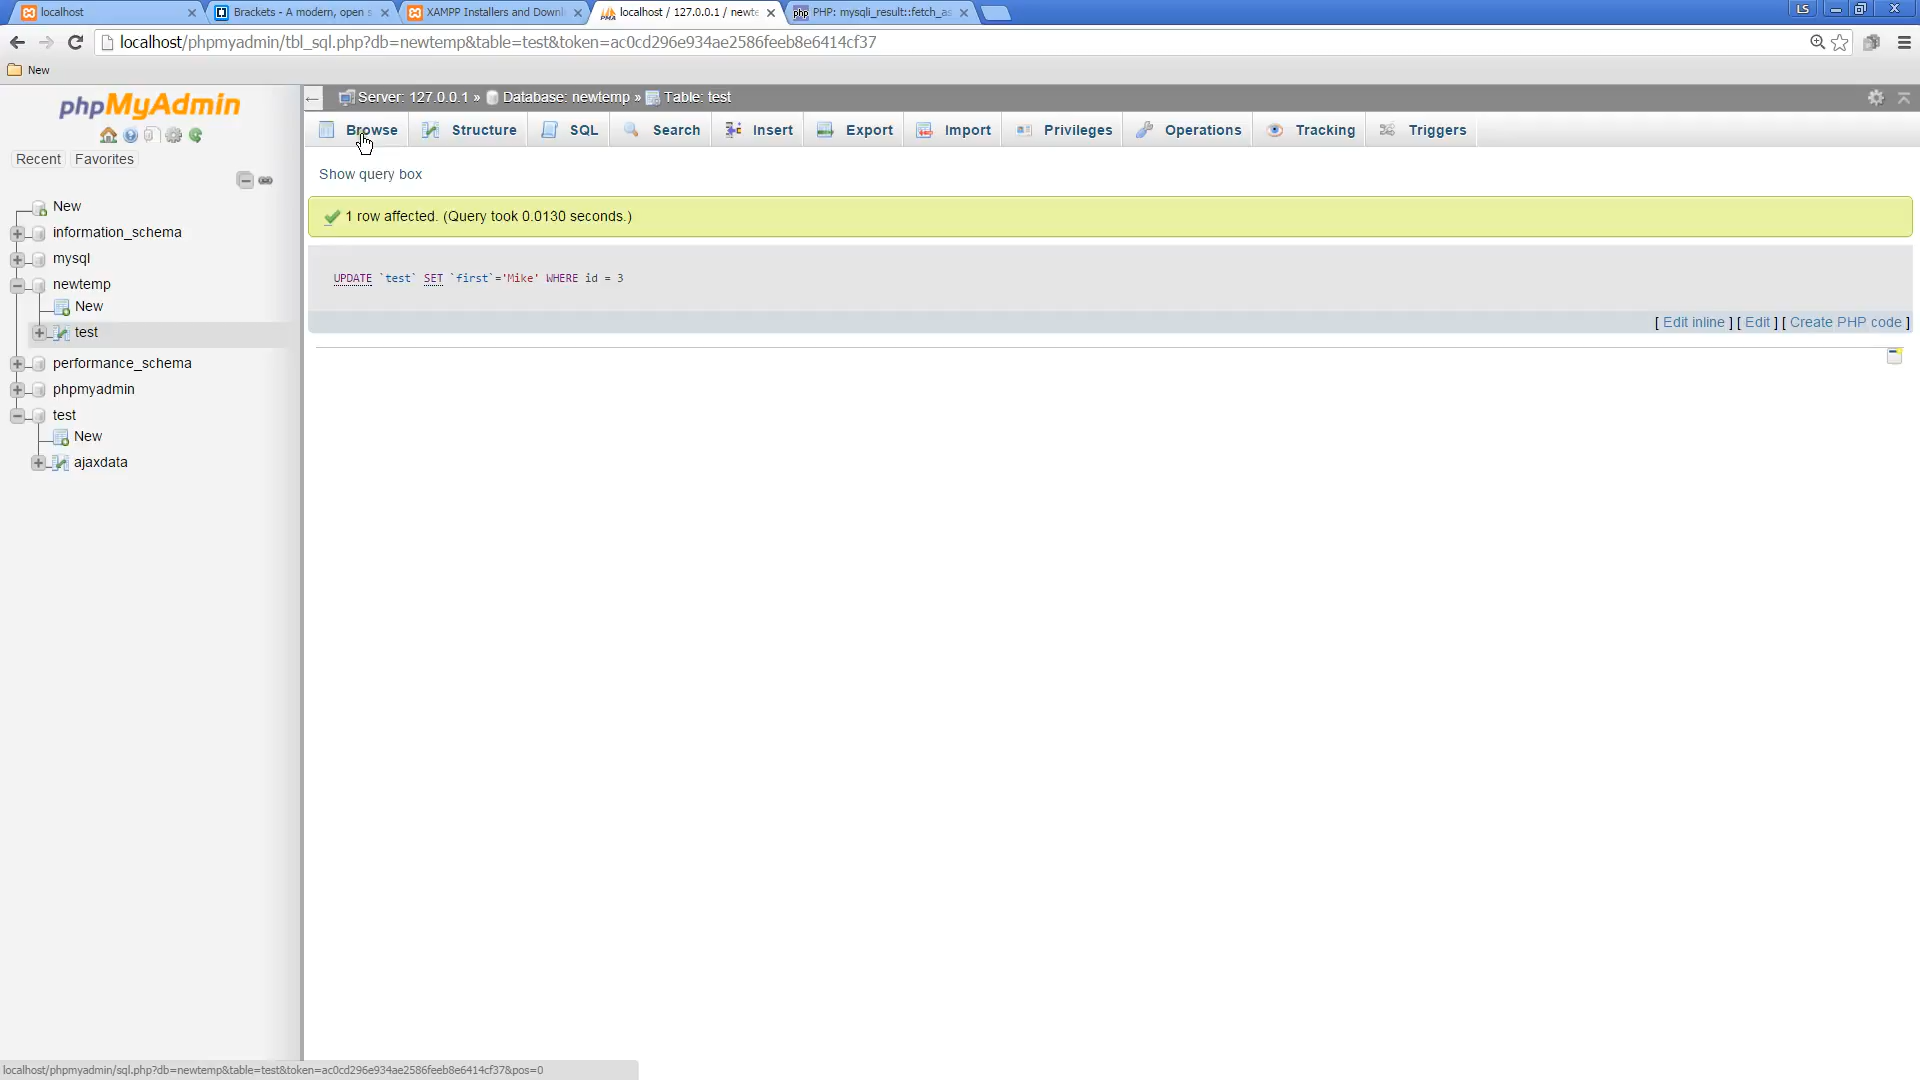 localhost
Brackets - A modern, open s
XAMPP Installers and Downl
localhost / 127.0.0.1 / newte
PHP: mysqli_result::fetch_as
LS
localhost/phpmyadmin/tbl_sql.php?db=newtemp&table=test&token=ac0cd296e934ae2586feeb8e6414cf37
New
phpMyAdmin
Server: 127.0.0.1 » Database: newtemp » Table: test
Browse Structure SQL Search Insert Export Import Privileges Operations Tracking Triggers
Recent Favorites
Show query box
1 row affected. (Query took 0.0130 seconds.)
UPDATE `test` SET `first`='Mike' WHERE id = 3
[ Edit inline ] [ Edit ] [ Create PHP code ]
New
information_schema
mysql
newtemp
New
test
performance_schema
phpmyadmin
test
New
ajaxdata
localhost/phpmyadmin/sql.php?db=newtemp&table=test&token=ac0cd296e934ae2586feeb8e6414cf37&pos=0